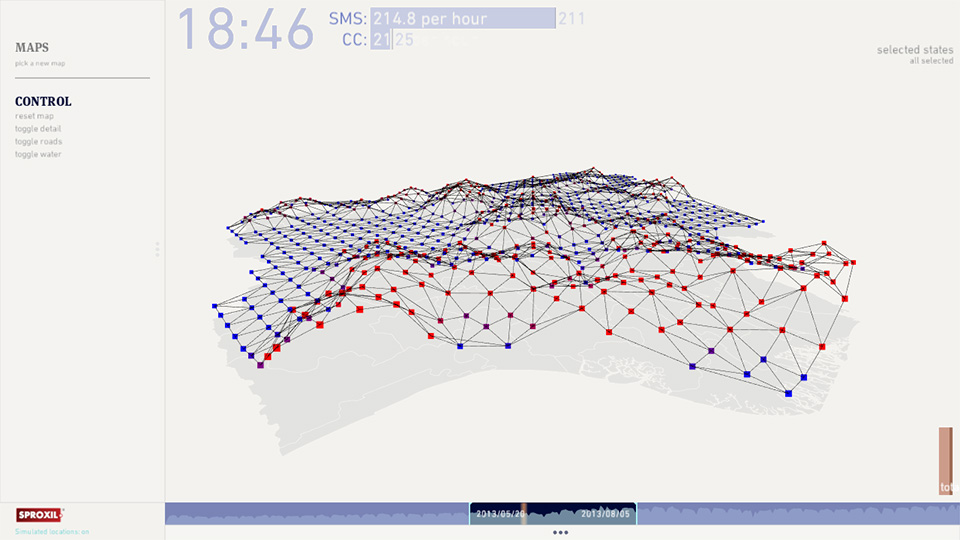 MAPS
pick a new map
CONTROL
reset map
toggle detail
toggle roads
toggle water
18:46
SMS: 214.8 per hour 211
CC: 21 25
selected states
all selected
SPROXIL
Simulated locations: on
2013/05/20 2013/08/05